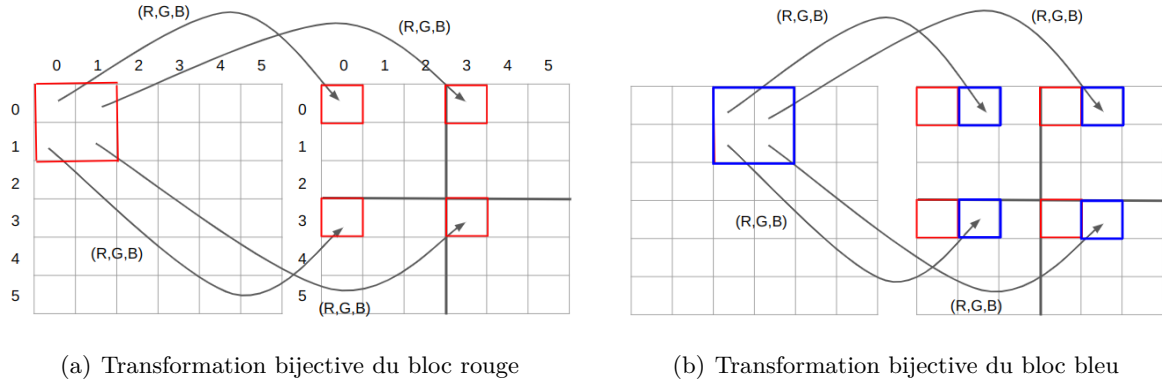 (R,G,B)
(R,G,B)
(R,G,B)
(R,G,B)
0 1 2 3 4 5
0 1 2 3 4 5
0
1
2
3
4
5
0
1
2
3
4
5
(R,G,B)
(R,G,B)
(R,G,B)
(R,G,B)
(a) Transformation bijective du bloc rouge
(b) Transformation bijective du bloc bleu